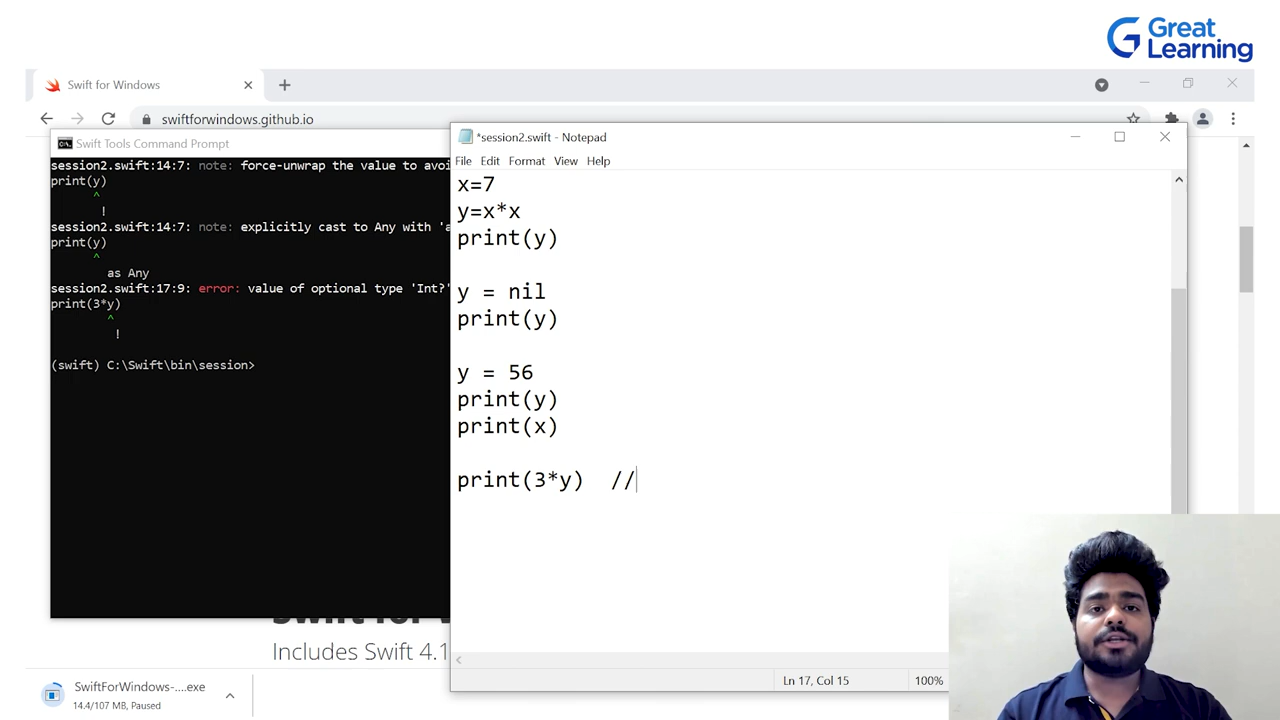 Great
Learning
Swift for Windows
swiftforwindows.github.io
Swift Tools Command Prompt
session2.swift:14:7: note: force-unwrap the value to avoi
print(y)
^
!
session2.swift:14:7: note: explicitly cast to Any with 'a
print(y)
^
as Any
session2.swift:17:9: error: value of optional type 'Int?'
print(3*y)
^
!
(swift) C:\Swift\bin\session>
*session2.swift - Notepad
File Edit Format View Help
x=7
y=x*x
print(y)
y = nil
print(y)
y = 56
print(y)
print(x)
print(3*y) //
Ln 17, Col 15 100%
Includes Swift 4.1
SwiftForWindows-....exe
14.4/107 MB, Paused